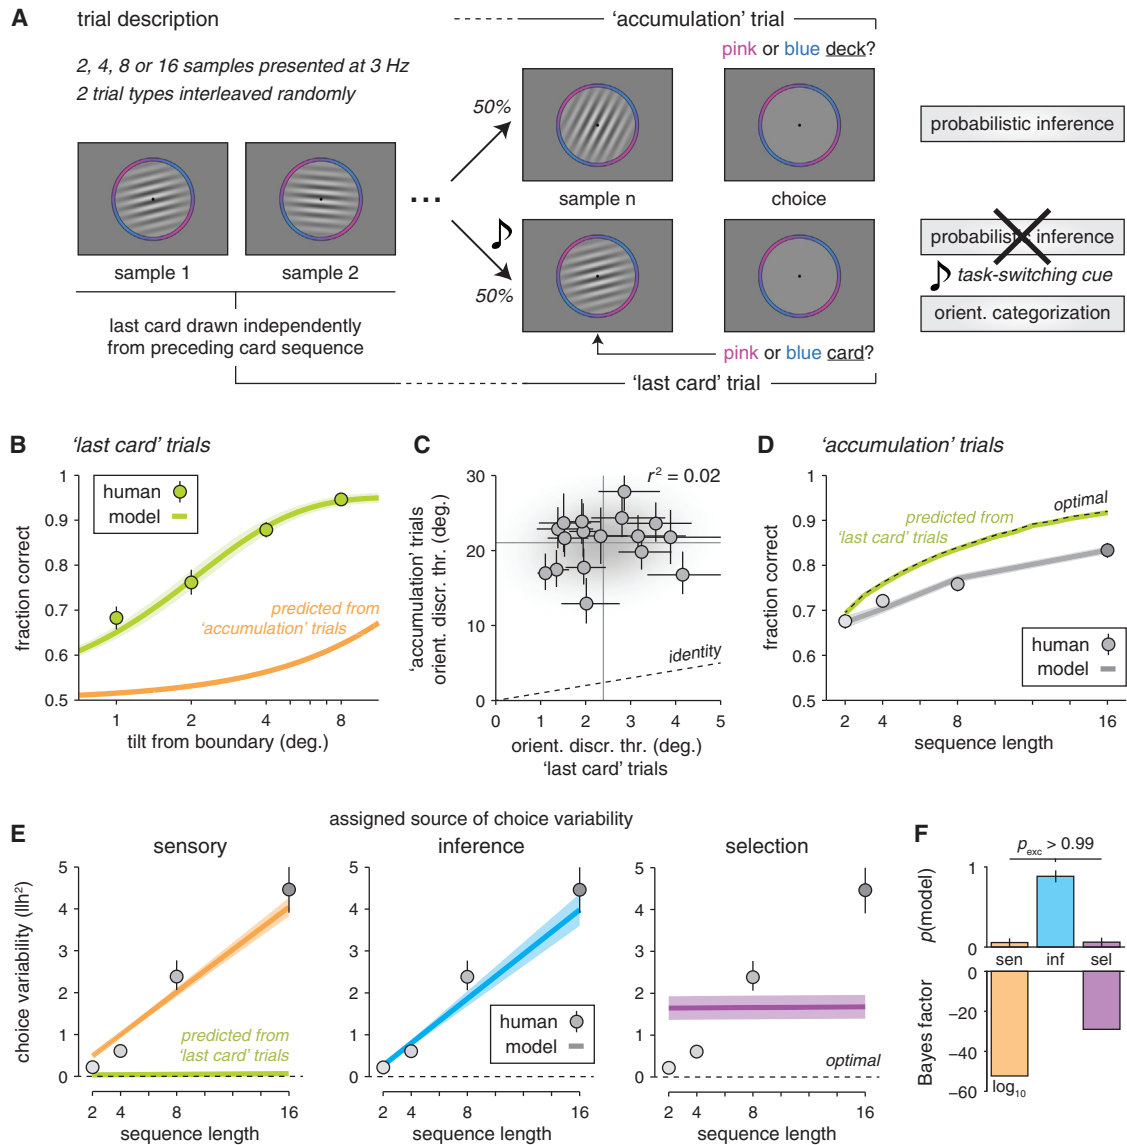 A
trial description
'accumulation' trial
pink or blue deck?
2, 4, 8 or 16 samples presented at 3 Hz
2 trial types interleaved randomly
50%
probabilistic inference
...
sample n
choice
sample 1
sample 2
50%
probabilistic inference
task-switching cue
orient. categorization
last card drawn independently
from preceding card sequence
pink or blue card?
'last card' trial
B
'last card' trials
1
0.9
0.8
0.7
0.6
0.5
fraction correct
human
model
predicted from
'accumulation' trials
1
2
4
8
tilt from boundary (deg.)
C
r² = 0.02
30
20
10
0
'accumulation' trials
orient. discr. thr. (deg.)
identity
0
1
2
3
4
5
orient. discr. thr. (deg.)
'last card' trials
D
'accumulation' trials
1
0.9
0.8
0.7
0.6
0.5
fraction correct
optimal
predicted from
'last card' trials
human
model
2
4
8
16
sequence length
E
assigned source of choice variability
sensory
inference
selection
choice variability (llh²)
5
4
3
2
1
0
predicted from
'last card' trials
2
4
8
16
sequence length
5
4
3
2
1
0
human
model
2
4
8
16
sequence length
5
4
3
2
1
0
optimal
2
4
8
16
sequence length
F
pexc > 0.99
p(model)
1
0
sen
inf
sel
Bayes factor
0
−20
−40
−60
log10